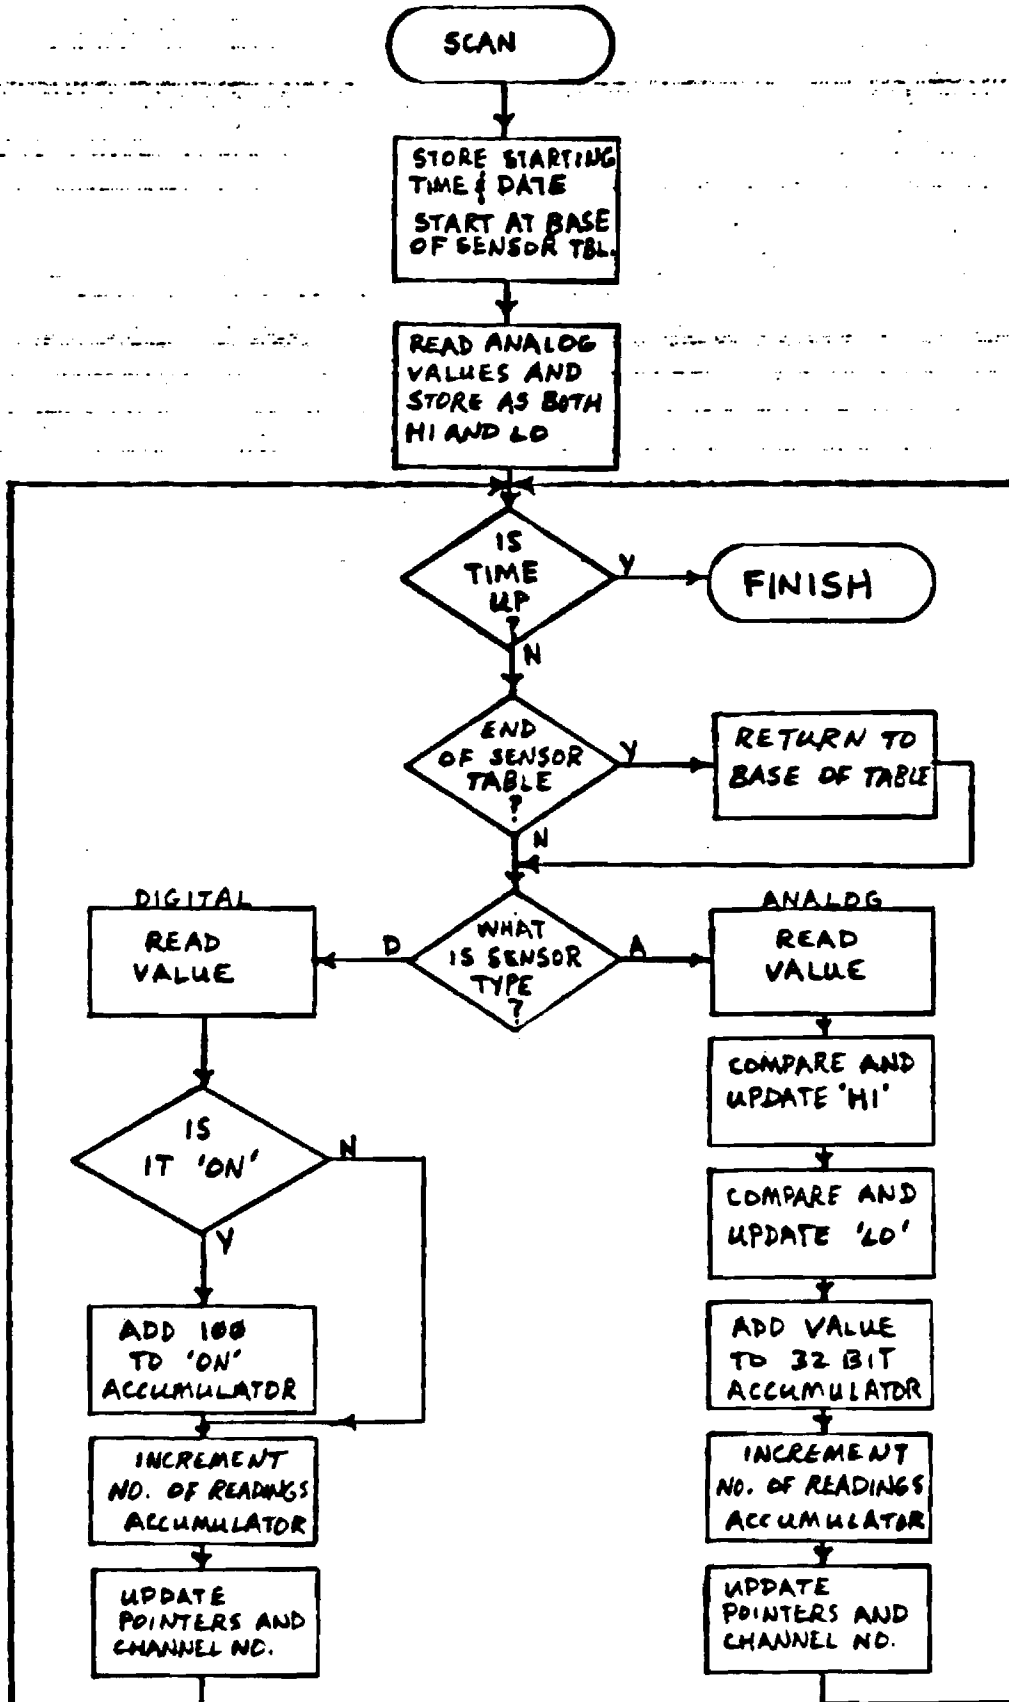 SCAN
STORE STARTING
TIME & DATE
START AT BASE
OF SENSOR TBL.
READ ANALOG
VALUES AND
STORE AS BOTH
HI AND LO
IS
TIME
UP
?
Y
FINISH
N
END
OF SENSOR
TABLE
?
Y
RETURN TO
BASE OF TABLE
N
WHAT
IS SENSOR
TYPE
?
D
A
DIGITAL
READ
VALUE
IS
IT 'ON'
N
Y
ADD 100
TO 'ON'
ACCUMULATOR
INCREMENT
NO. OF READINGS
ACCUMULATOR
UPDATE
POINTERS AND
CHANNEL NO.
ANALOG
READ
VALUE
COMPARE AND
UPDATE 'HI'
COMPARE AND
UPDATE 'LO'
ADD VALUE
TO 32 BIT
ACCUMULATOR
INCREMENT
NO. OF READINGS
ACCUMULATOR
UPDATE
POINTERS AND
CHANNEL NO.